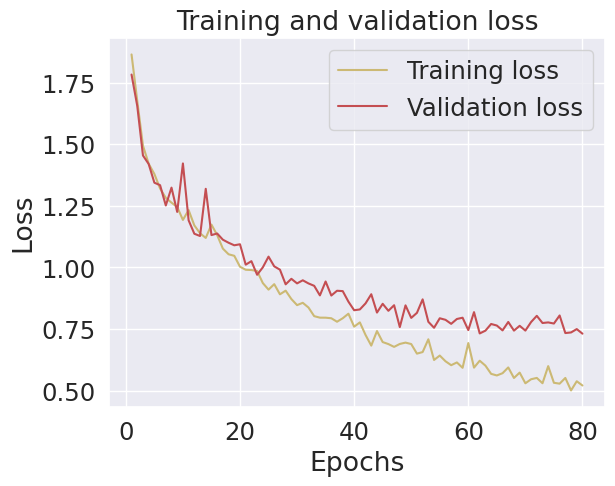 Training and validation loss
Training loss
Validation loss
1.75
1.50
1.25
1.00
0.75
0.50
Loss
0 20 40 60 80
Epochs